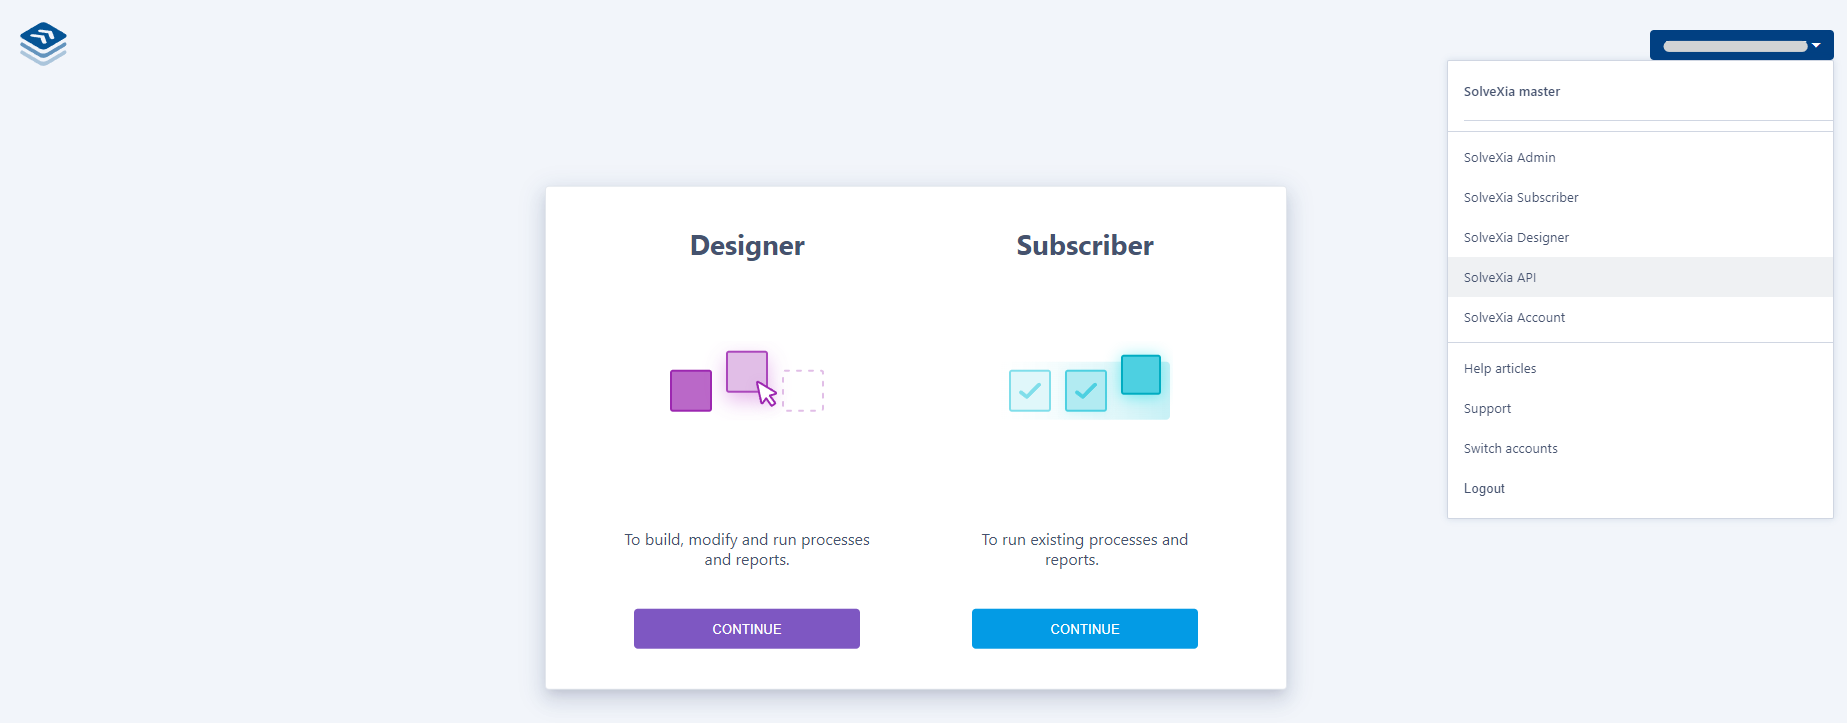 SolveXia master
SolveXia Admin
SolveXia Subscriber
SolveXia Designer
SolveXia API
SolveXia Account
Help articles
Support
Switch accounts
Logout
Designer
To build, modify and run processes
and reports.
CONTINUE
Subscriber
To run existing processes and
reports.
CONTINUE